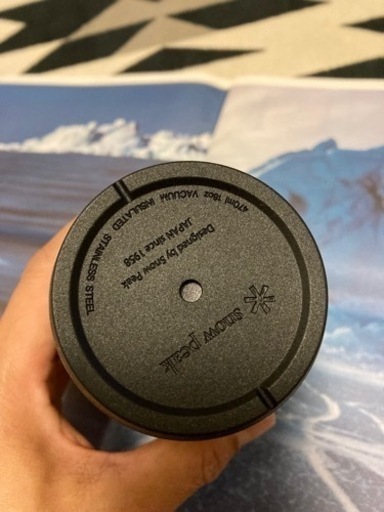 snow peak
Designed by Snow Peak
JAPAN since 1958
470ml 16oz VACUUM INSULATED STAINLESS STEEL